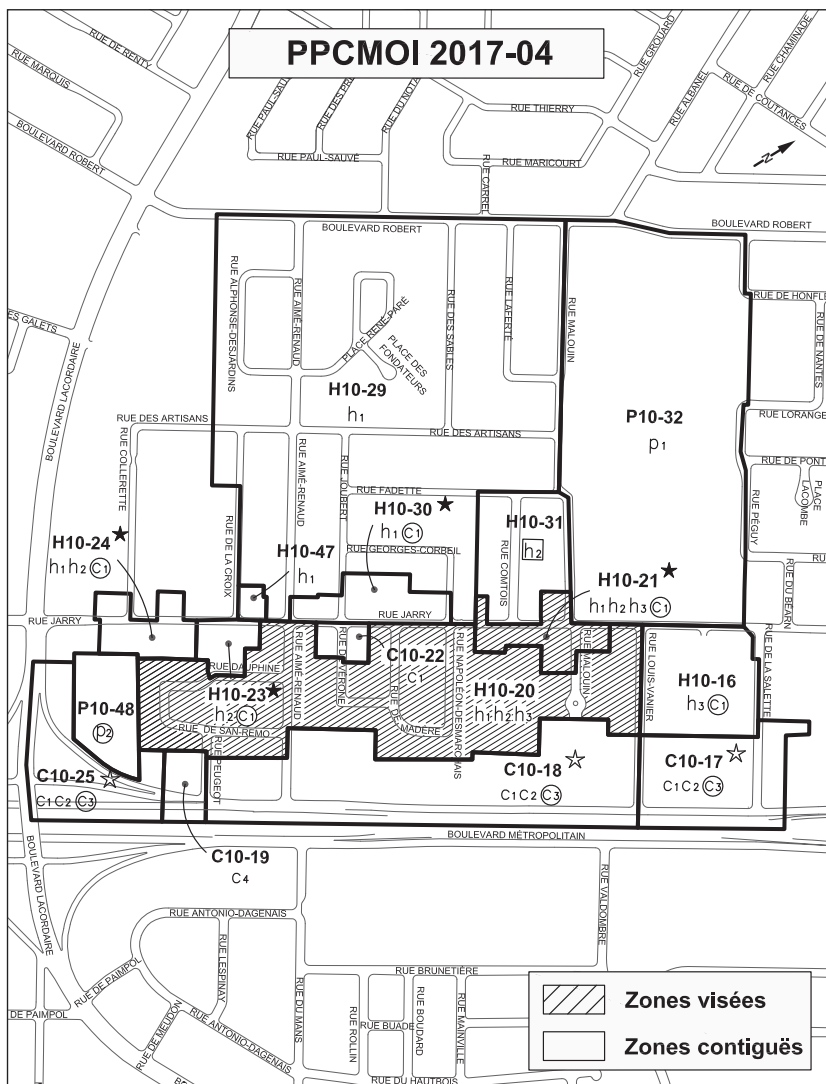 PPCMOI 2017-04
RUE DE RENTY
RUE MARQUIS
BOULEVARD ROBERT
BOULEVARD ROBERT
RUE PAUL-SAUVÉ
RUE THIERRY
RUE MARICOURT
RUE CARREL
RUE GROUARD
RUE ALBANEL
RUE CHAMINADE
RUE DE COUTANCES
N
BOULEVARD ROBERT
BOULEVARD ROBERT
RUE ALPHONSE-DESJARDINS
RUE AIMÉ-RENAUD
PLACE RENÉ-PARÉ
PLACE DES FONDATEURS
RUE DES SABLES
RUE LAFERTÉ
RUE MALOUIN
RUE DE NANTES
BOULEVARD LACORDAIRE
H10-29
h1
P10-32
p1
RUE DES ARTISANS
RUE DES ARTISANS
RUE LORANGE
RUE COLLERETTE
RUE AIMÉ-RENAUD
RUE JOUBERT
PLACE LACOMBE
RUE FADETTE
RUE PÉGUY
H10-30
h1 C1
H10-31
h2
H10-24
h1 h2 C1
RUE DE LA CROIX
H10-47
h1
RUE GEORGES-CORBEIL
RUE COMTOIS
H10-21
h1 h2 h3 C1
RUE DU BÉARN
RUE JARRY
RUE JARRY
RUE DAUPHINE
RUE AIMÉ-RENAUD
RUE DE VÉRONE
C10-22
C1
RUE NAPOLÉON-DESMARCHAIS
RUE MALOUIN
RUE LOUIS-VANIER
RUE DE LA SALETTE
P10-48
p2
H10-23
h2 C1
H10-20
h1 h2 h3
H10-16
h3 C1
RUE DE SAN-REMO
RUE DE MADÈRE
RUE PEUGEOT
C10-25
C1 C2 C3
C10-18
C1 C2 C3
C10-17
C1 C2 C3
BOULEVARD MÉTROPOLITAIN
C10-19
C4
BOULEVARD LACORDAIRE
RUE ANTONIO-DAGENAIS
RUE LESPINAY
RUE VALDOMBRE
RUE DE PAIMPOL
RUE BRUNETIÈRE
DE PAIMPOL
RUE DE MEUDON
RUE ANTONIO-DAGENAIS
RUE DU MANS
RUE ROLLIN
RUE BUADE
RUE BOUDARD
RUE MAINVILLE
RUE DU HAUTBOIS
Zones visées
Zones contiguës